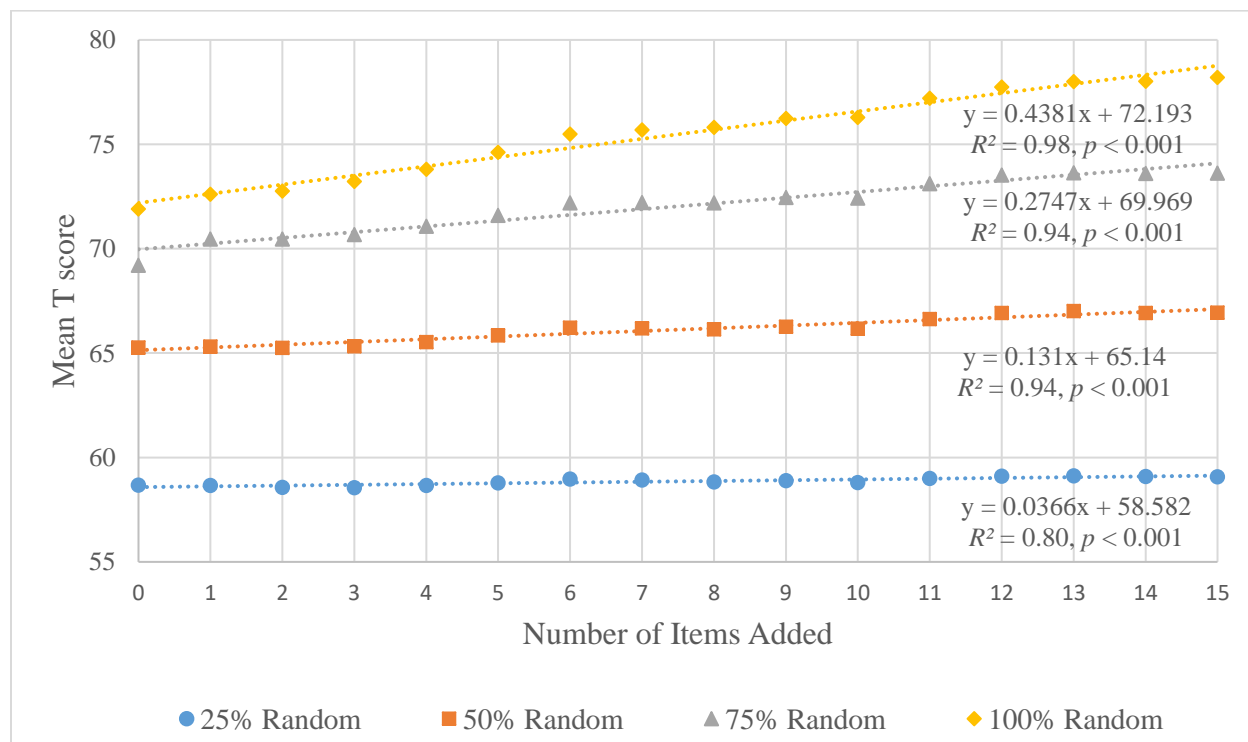 80
75
70
65
60
55
Mean T score
y = 0.4381x + 72.193
R² = 0.98, p < 0.001
y = 0.2747x + 69.969
R² = 0.94, p < 0.001
y = 0.131x + 65.14
R² = 0.94, p < 0.001
y = 0.0366x + 58.582
R² = 0.80, p < 0.001
0 1 2 3 4 5 6 7 8 9 10 11 12 13 14 15
Number of Items Added
25% Random 50% Random 75% Random 100% Random